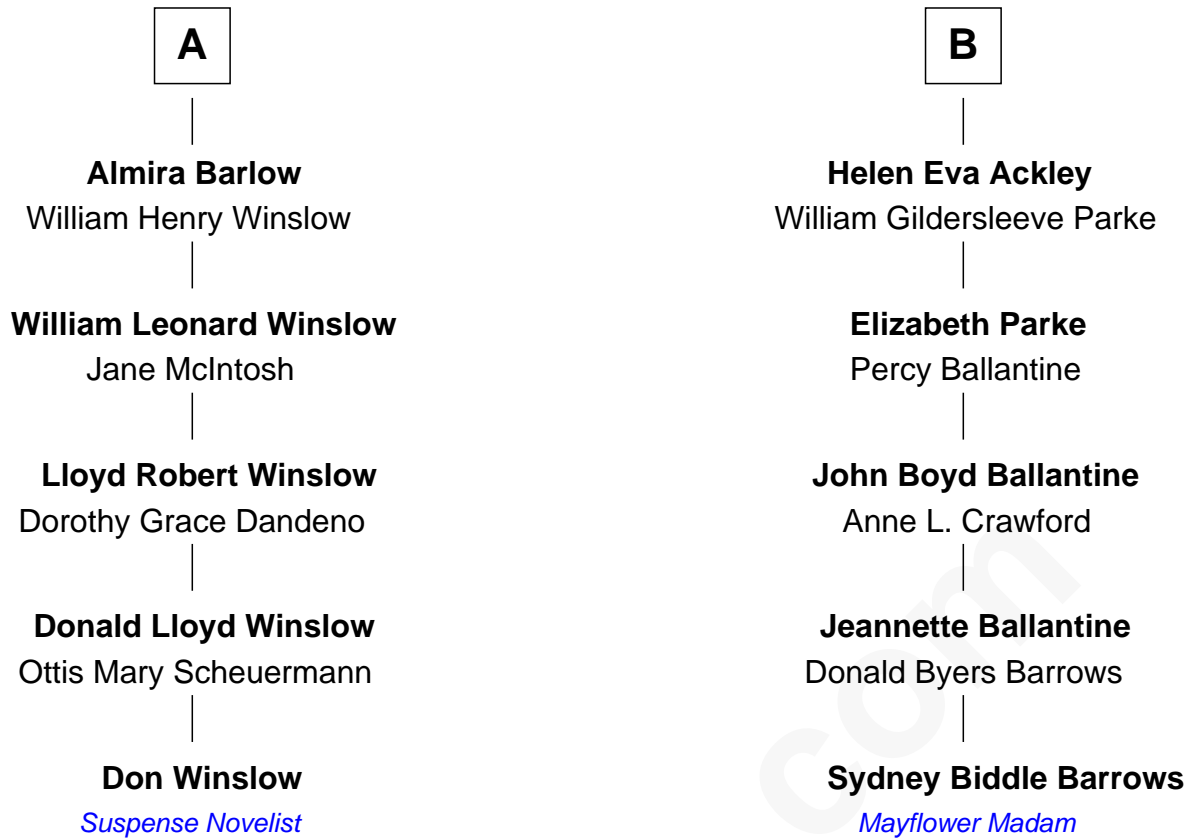 A
Almira Barlow
William Henry Winslow
William Leonard Winslow
Jane McIntosh
Lloyd Robert Winslow
Dorothy Grace Dandeno
Donald Lloyd Winslow
Ottis Mary Scheuermann
Don Winslow
Suspense Novelist
B
Helen Eva Ackley
William Gildersleeve Parke
Elizabeth Parke
Percy Ballantine
John Boyd Ballantine
Anne L. Crawford
Jeannette Ballantine
Donald Byers Barrows
Sydney Biddle Barrows
Mayflower Madam
com